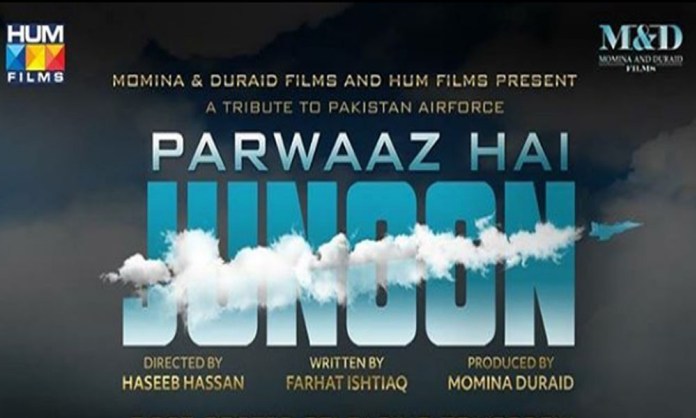 HUM
FILMS
M&D
MOMINA AND DURAID
FILMS
MOMINA & DURAID FILMS AND HUM FILMS PRESENT
A TRIBUTE TO PAKISTAN AIRFORCE
PARWAAZ HAI
JUNOON
DIRECTED BY
HASEEB HASSAN
WRITTEN BY
FARHAT ISHTIAQ
PRODUCED BY
MOMINA DURAID